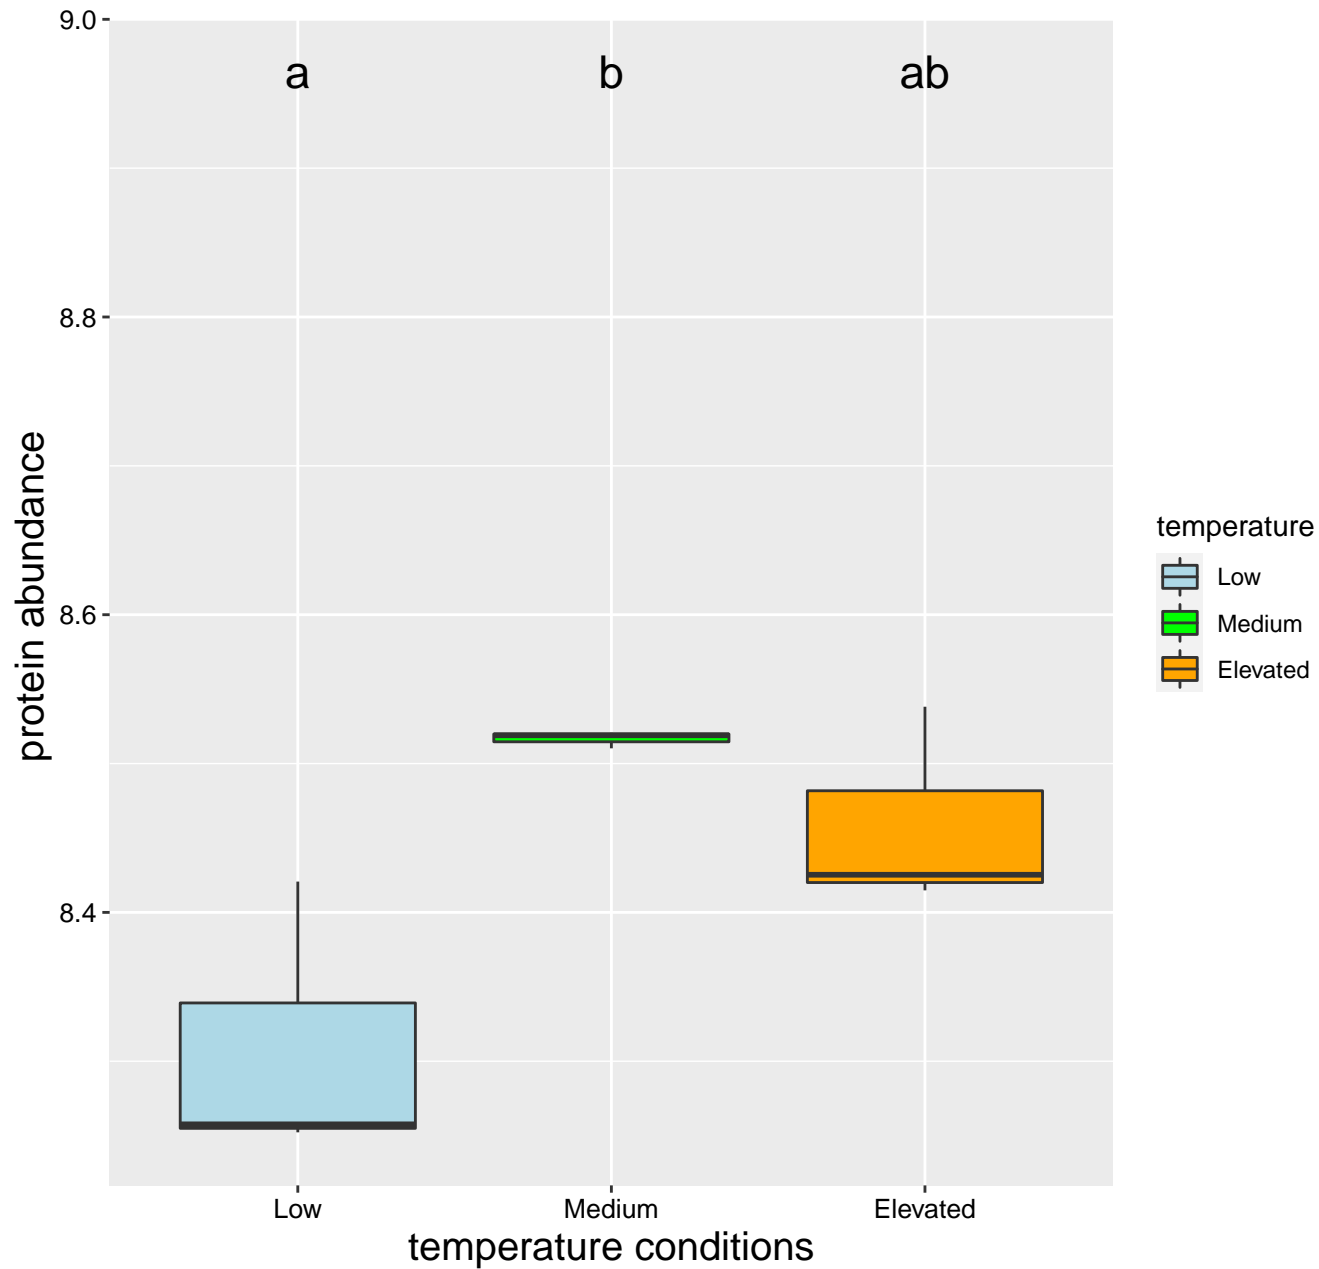 9.0
8.8
8.6
8.4
protein abundance
a b ab
Low Medium Elevated
temperature conditions
temperature
Low
Medium
Elevated